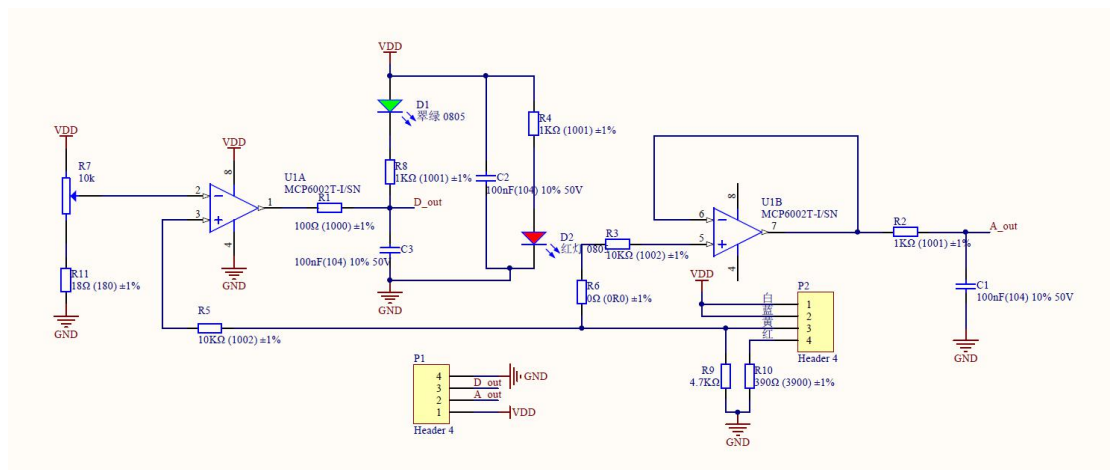 VDD
D1
翠绿 0805
R4
1KΩ (1001) ±1%
VDD
R7
10k
VDD
8
2
3
1
4
GND
U1A
MCP6002T-I/SN
R1
100Ω (1000) ±1%
R8
1KΩ (1001) ±1%
D_out
C2
100nF(104) 10% 50V
C3
100nF(104) 10% 50V
GND
D2
红灯 080
R3
10KΩ (1002) ±1%
8
6
5
7
4
U1B
MCP6002T-I/SN
R2
1KΩ (1001) ±1%
A_out
C1
100nF(104) 10% 50V
GND
R11
18Ω (180) ±1%
GND
R6
0Ω (0R0) ±1%
VDD
P2
白
蓝
黄
红
1
2
3
4
Header 4
R5
10KΩ (1002) ±1%
R9
4.7KΩ
R10
390Ω (3900) ±1%
GND
P1
4
3
2
1
GND
D_out
A_out
VDD
Header 4